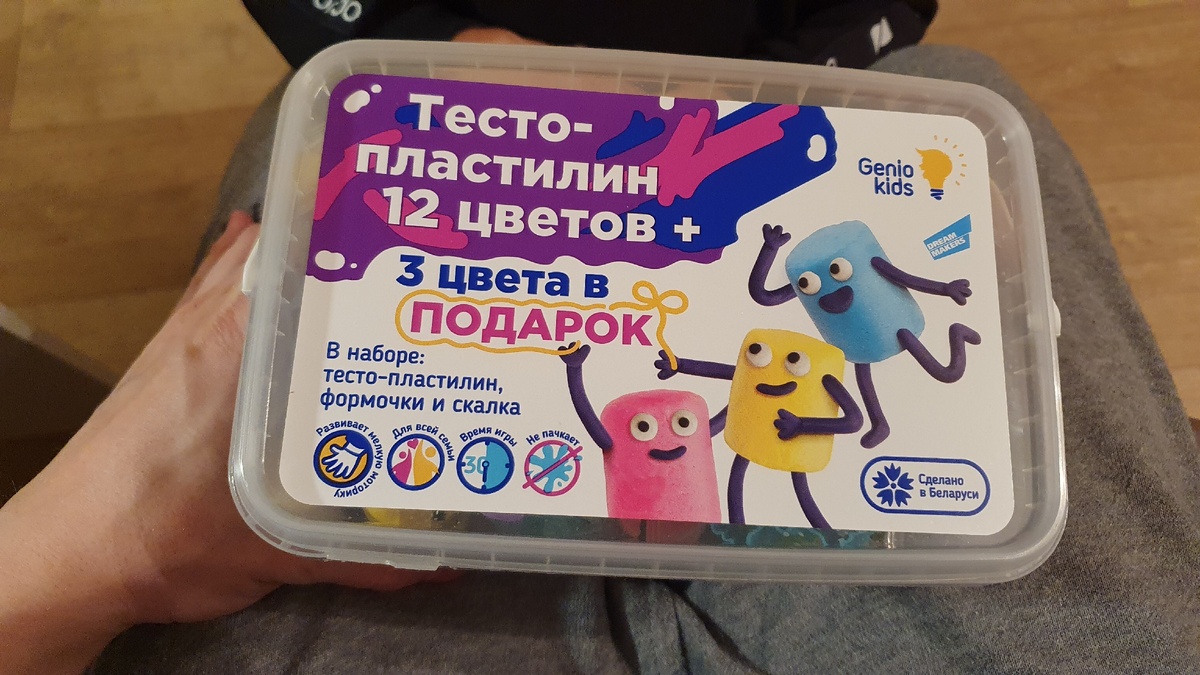 Тесто-
пластилин
12 цветов +
3 цвета в
ПОДАРОК
Genio
kids
DREAM
MAKERS
В наборе:
тесто-пластилин,
формочки и скалка
Развивает мелкую моторику
Для всей семьи
Время игры
30
Не пачкает
Сделано
в Беларуси